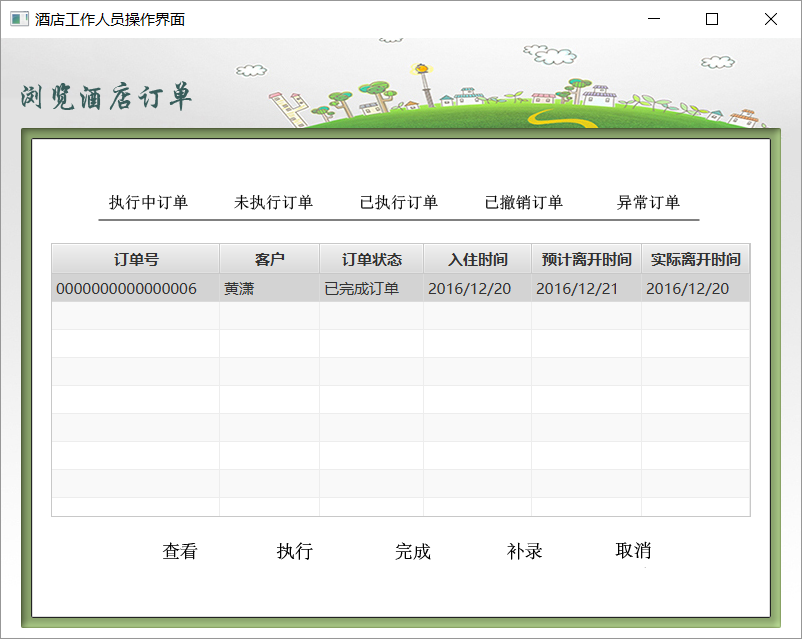 酒店工作人员操作界面
浏览酒店订单
执行中订单 未执行订单 已执行订单 已撤销订单 异常订单
订单号 客户 订单状态 入住时间 预计离开时间 实际离开时间
0000000000000006 黄潇 已完成订单 2016/12/20 2016/12/21 2016/12/20
查看 执行 完成 补录 取消